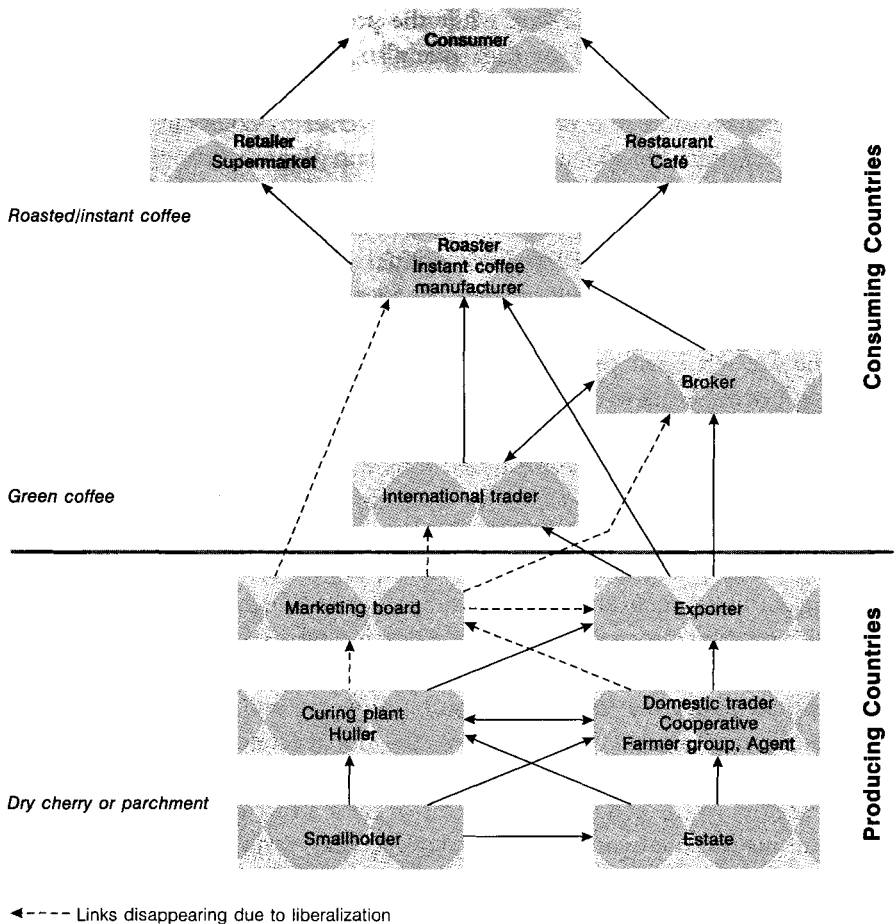 Consumer
Retailer
Supermarket
Restaurant
Café
Roasted/instant coffee
Roaster
Instant coffee
manufacturer
Consuming Countries
Broker
Green coffee
International trader
Marketing board
Exporter
Curing plant
Huller
Domestic trader
Cooperative
Farmer group, Agent
Producing Countries
Dry cherry or parchment
Smallholder
Estate
Links disappearing due to liberalization